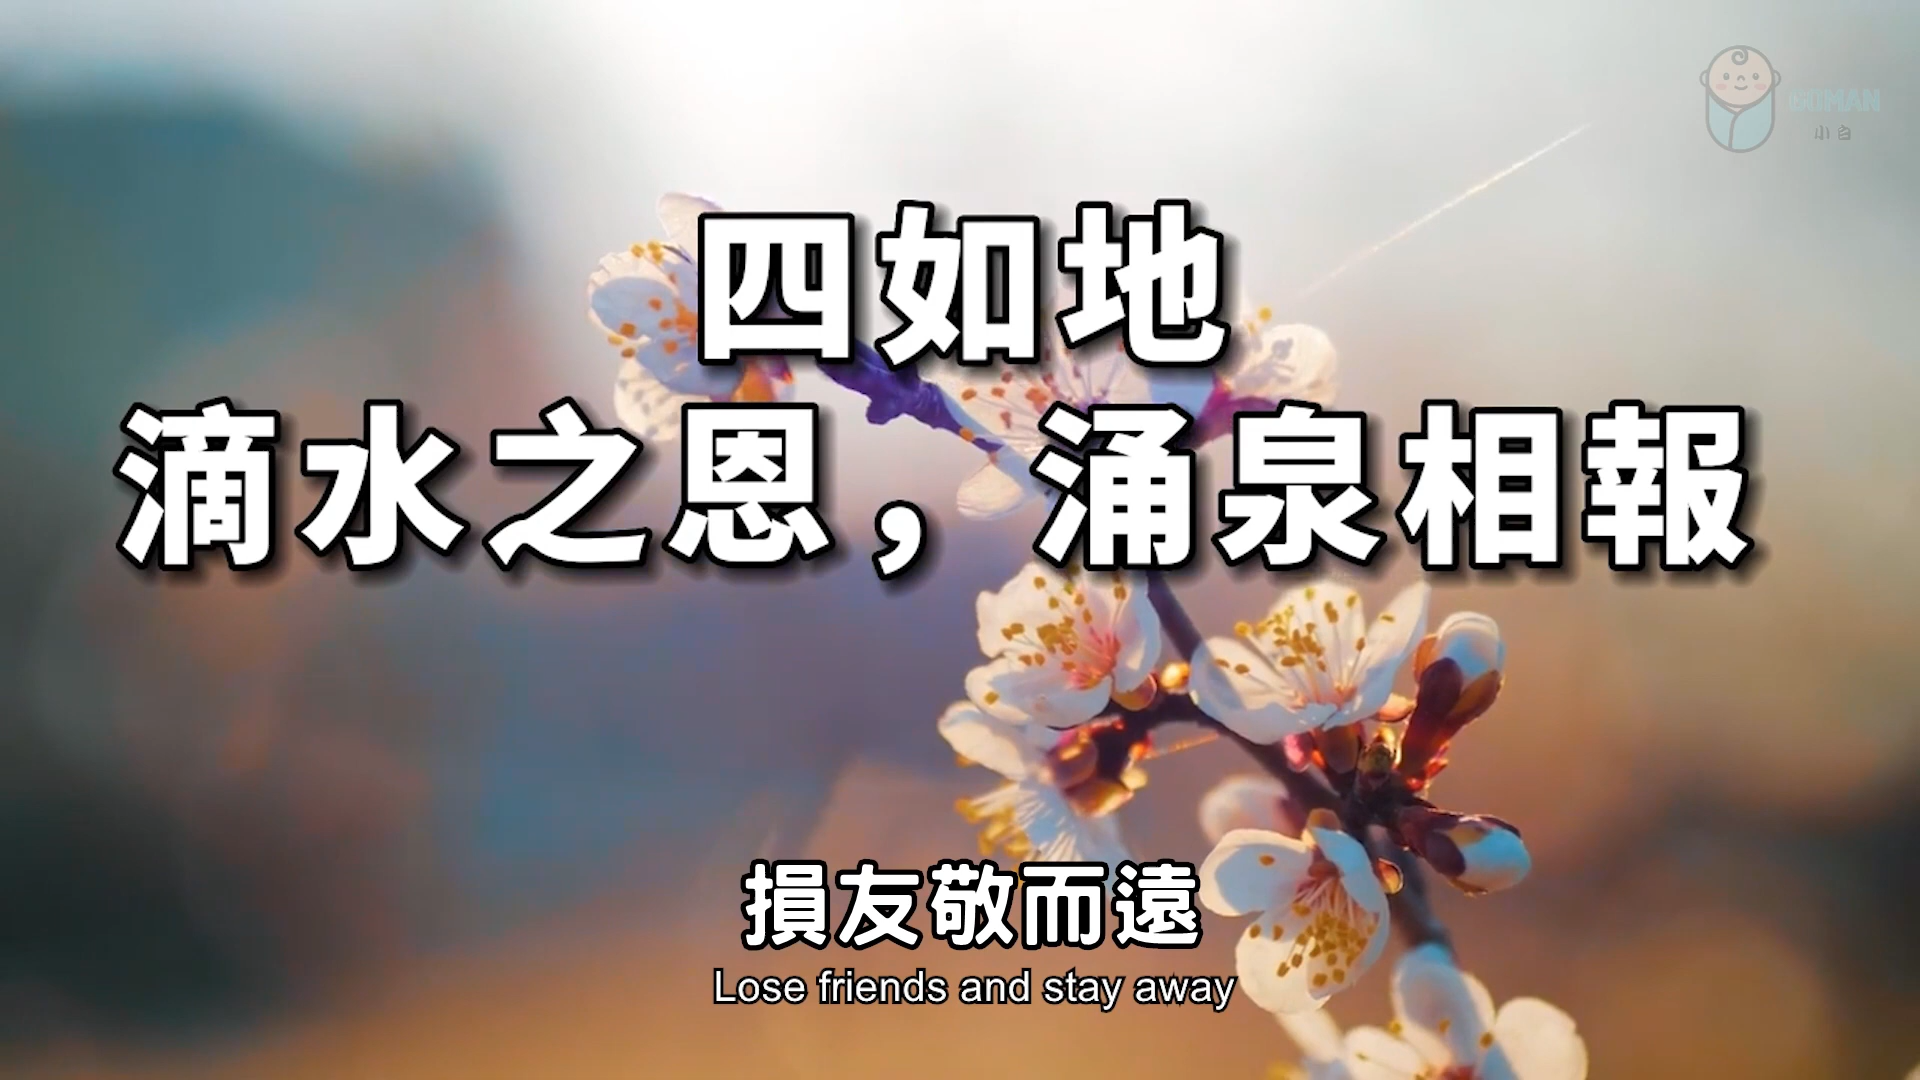 小白
四如地
滴水之恩，涌泉相報
損友敬而遠
Lose friends and stay away